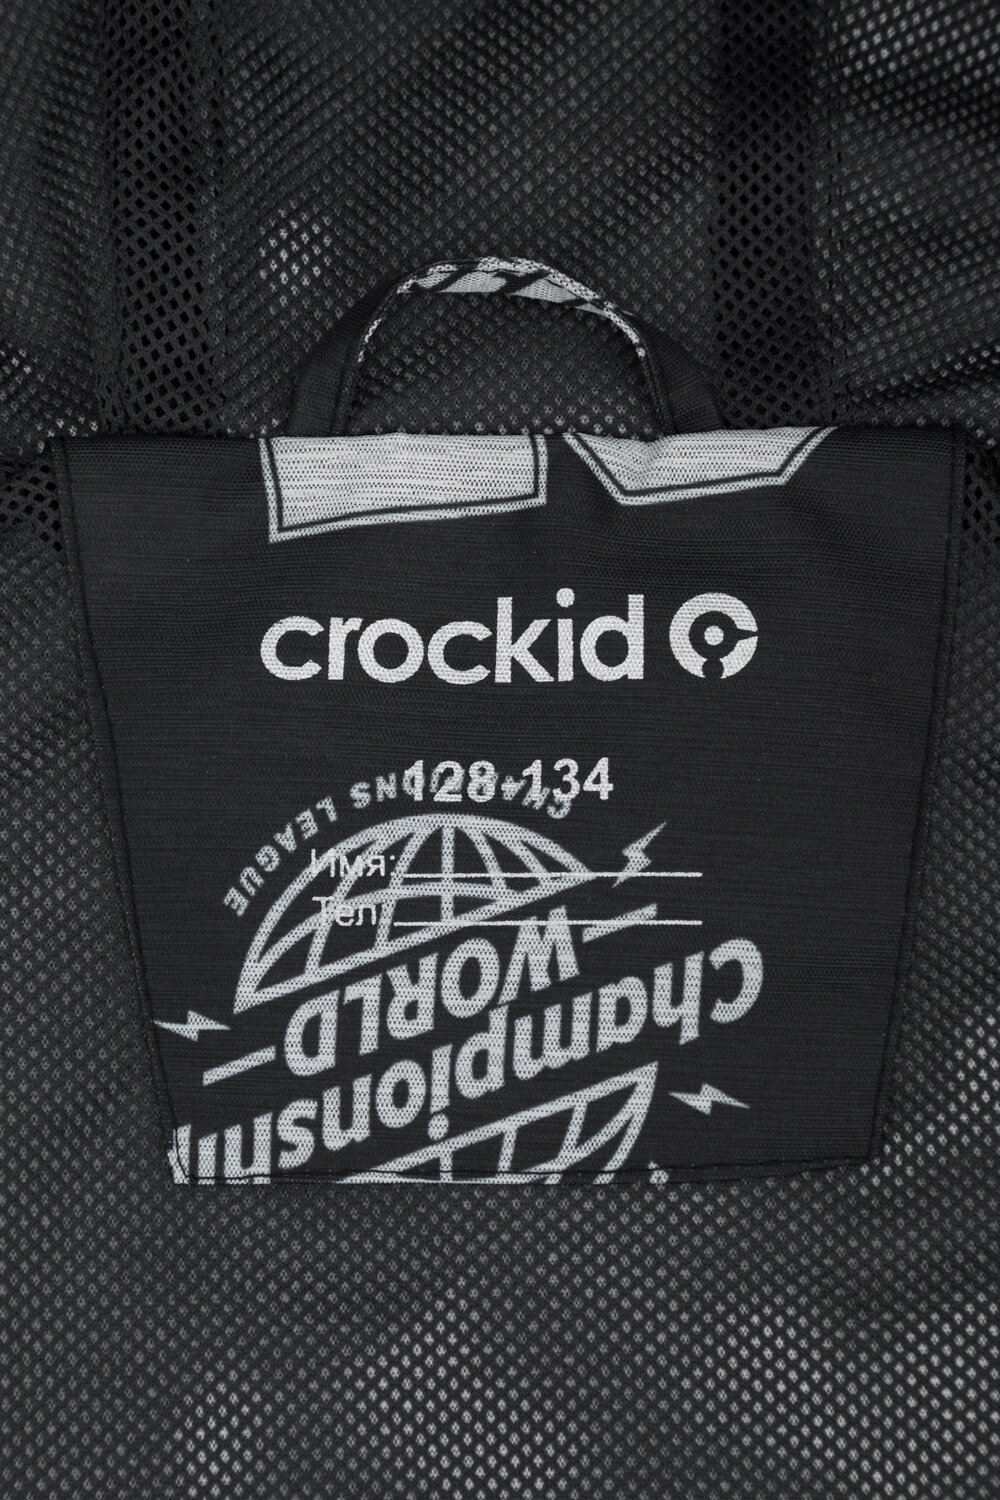 crockid
128-134
CHAMPIONS LEAGUE
Имя:
Тел.:
WORLD
Championship